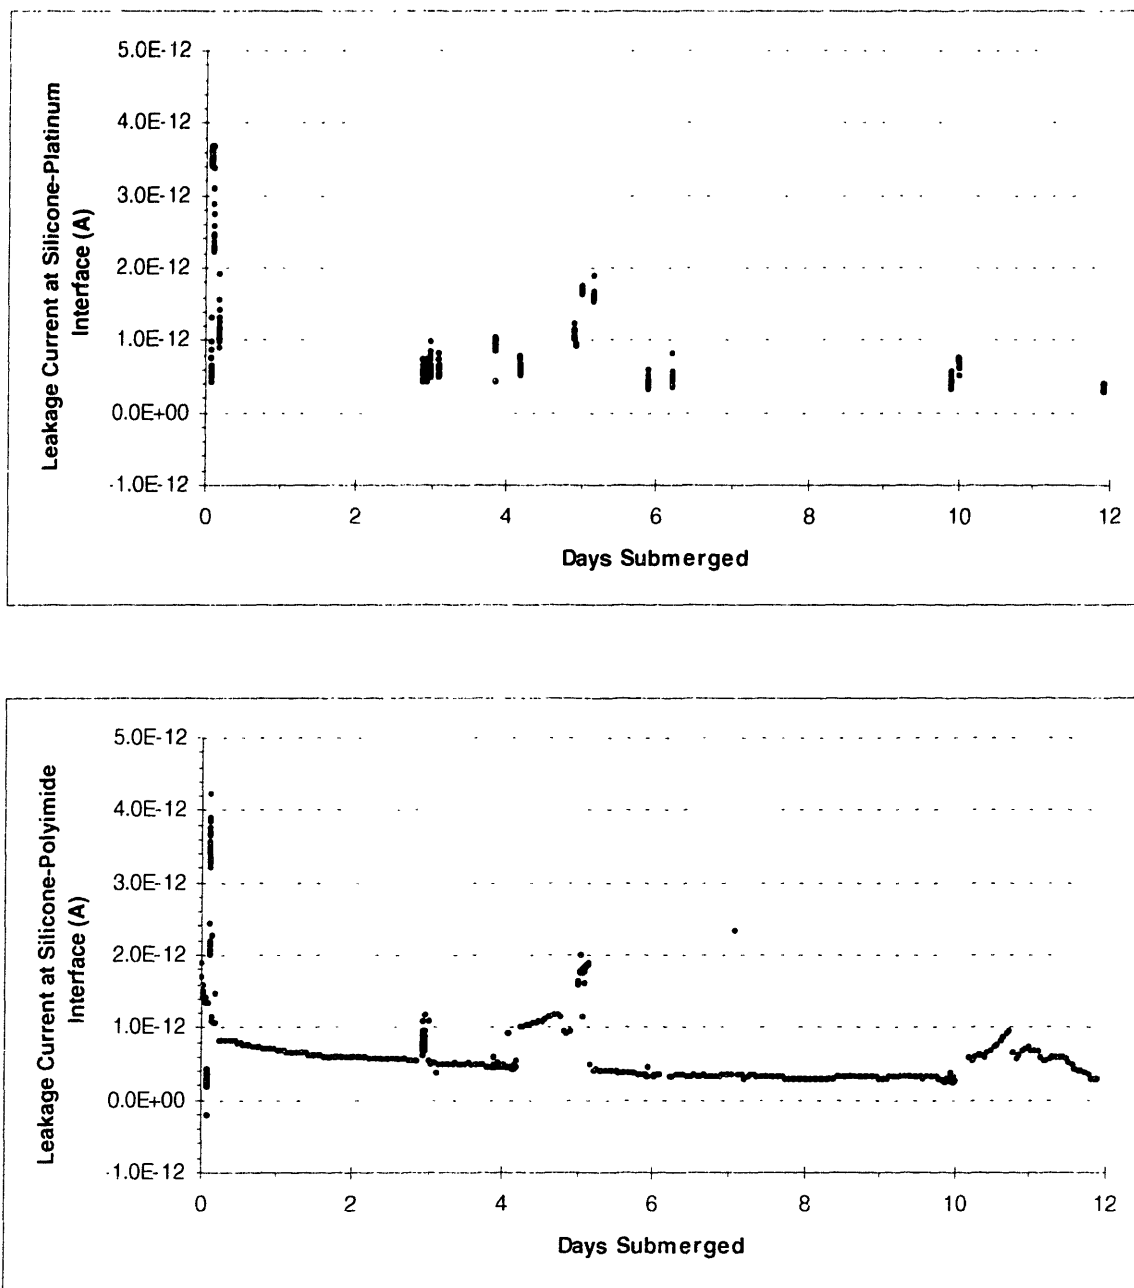 Leakage Current at Silicone-Platinum
Interface (A)
5.0E-12
4.0E-12
3.0E-12
2.0E-12
1.0E-12
0.0E+00
-1.0E-12
0 2 4 6 8 10 12
Days Submerged
Leakage Current at Silicone-Polyimide
Interface (A)
5.0E-12
4.0E-12
3.0E-12
2.0E-12
1.0E-12
0.0E+00
-1.0E-12
0 2 4 6 8 10 12
Days Submerged